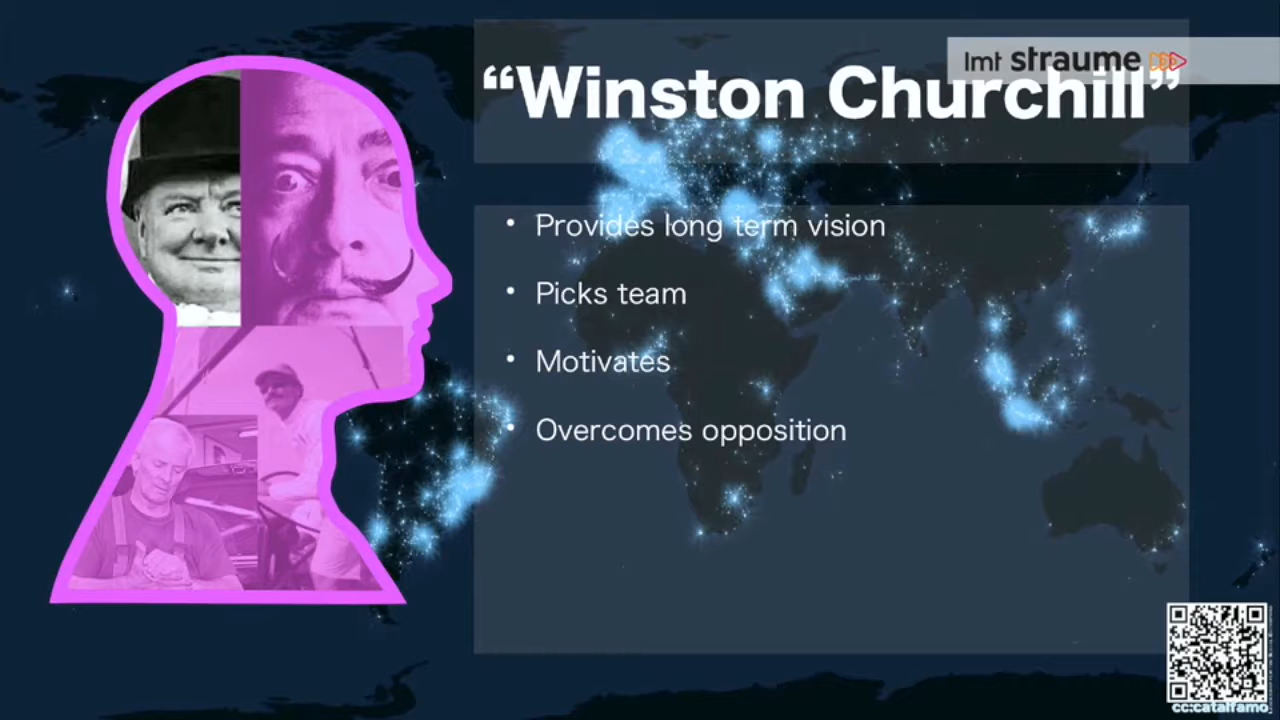 lmt straume
“Winston Churchill”
• Provides long term vision
• Picks team
• Motivates
• Overcomes opposition
cc:catalfamo